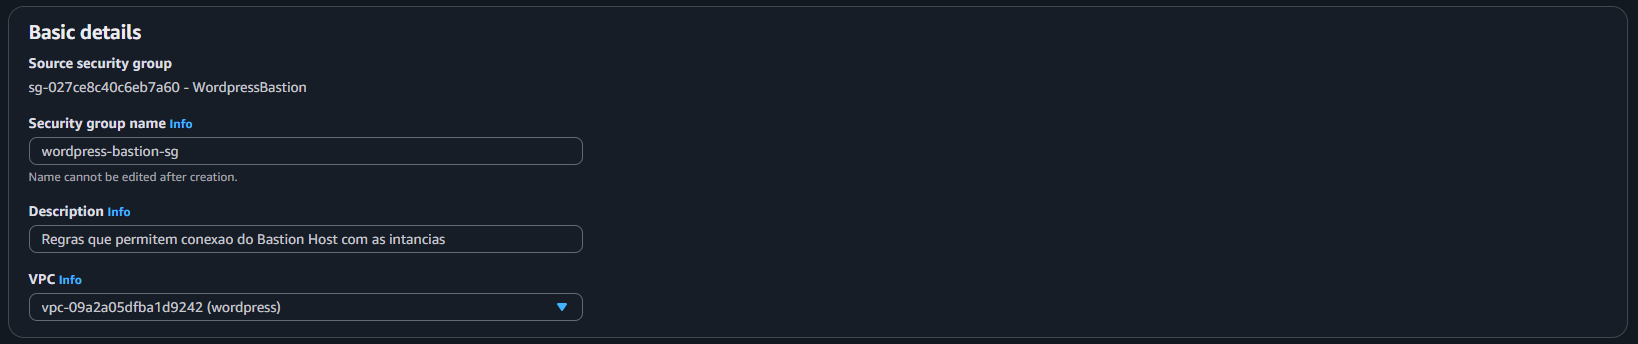 Basic details
Source security group
sg-027ce8c40c6eb7a60 - WordpressBastion
Security group name Info
wordpress-bastion-sg
Name cannot be edited after creation.
Description Info
Regras que permitem conexao do Bastion Host com as intancias
VPC Info
vpc-09a2a05dfba1d9242 (wordpress)